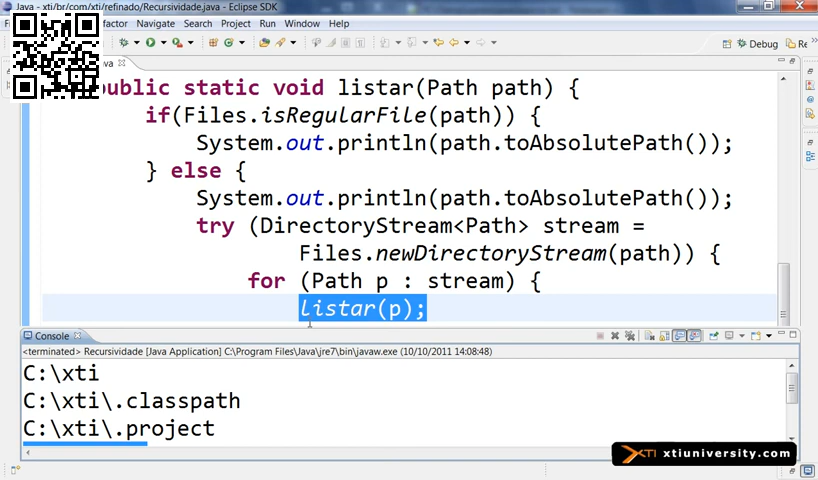 Java - xti/br/com/xti/refinado/Recursividade.java - Eclipse SDK
Navigate Search Project Run Window Help
Debug Re
public static void listar(Path path) {
if(Files.isRegularFile(path)) {
System.out.println(path.toAbsolutePath());
} else {
System.out.println(path.toAbsolutePath());
try (DirectoryStream<Path> stream =
Files.newDirectoryStream(path)) {
for (Path p : stream) {
listar(p);
Console
<terminated> Recursividade [Java Application] C:\Program Files\Java\jre7\bin\javaw.exe (10/10/2011 14:08:48)
C:\xti
C:\xti\.classpath
C:\xti\.project
XTI xtiuniversity.com